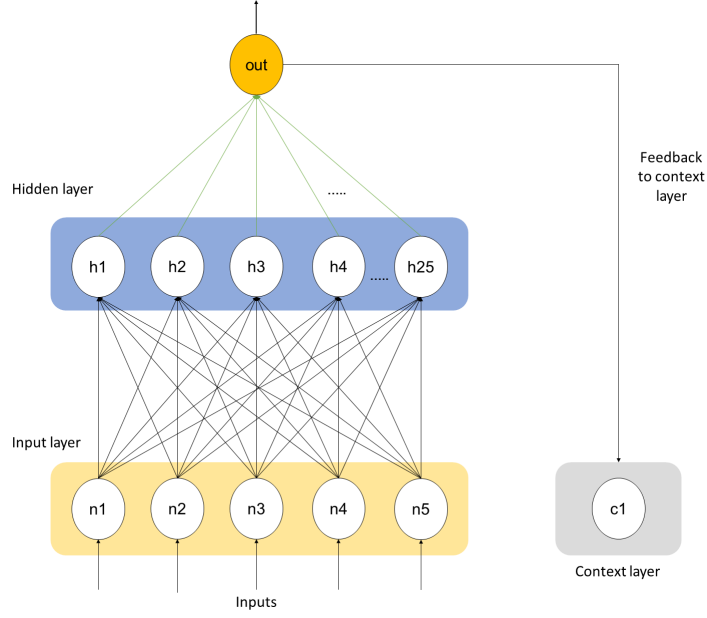 out
Feedback
to context
layer
Hidden layer
.....
h1 h2 h3 h4 ..... h25
Input layer
n1 n2 n3 n4 n5
c1
Context layer
Inputs